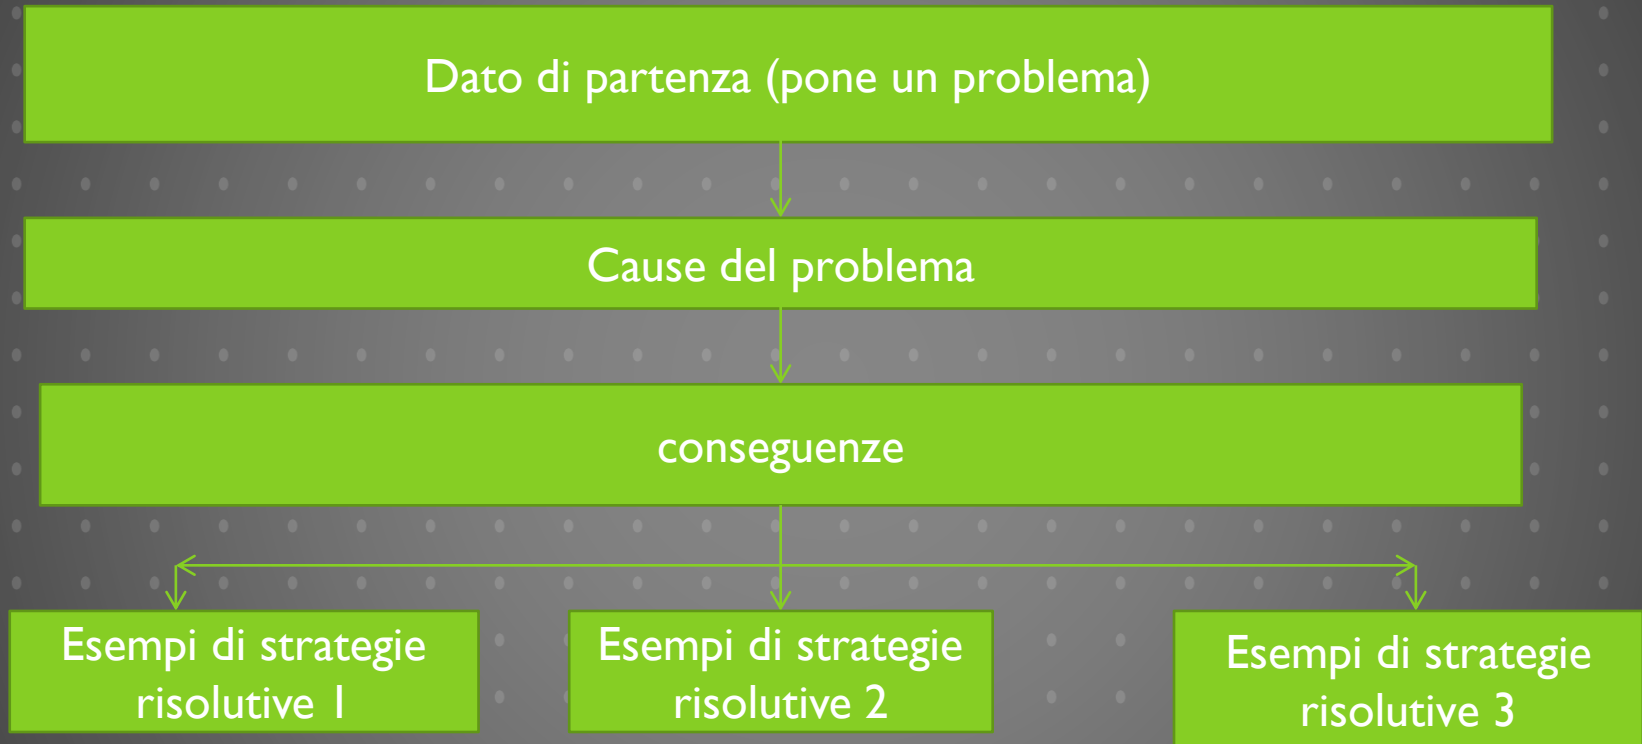 Dato di partenza (pone un problema)
Cause del problema
conseguenze
Esempi di strategie
risolutive 1
Esempi di strategie
risolutive 2
Esempi di strategie
risolutive 3